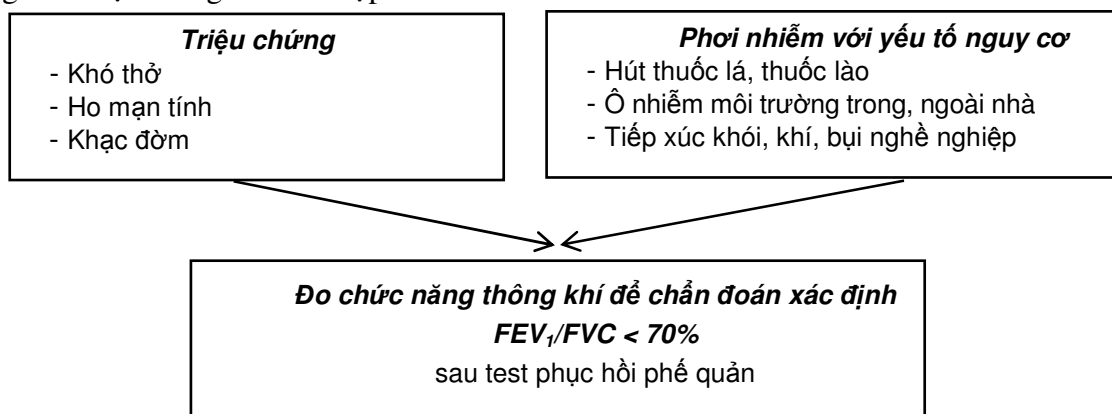 Triệu chứng
- Khó thở
- Ho mạn tính
- Khạc đờm
Phơi nhiễm với yếu tố nguy cơ
- Hút thuốc lá, thuốc lào
- Ô nhiễm môi trường trong, ngoài nhà
- Tiếp xúc khói, khí, bụi nghề nghiệp
Đo chức năng thông khí để chẩn đoán xác định
FEV₁/FVC < 70%
sau test phục hồi phế quản